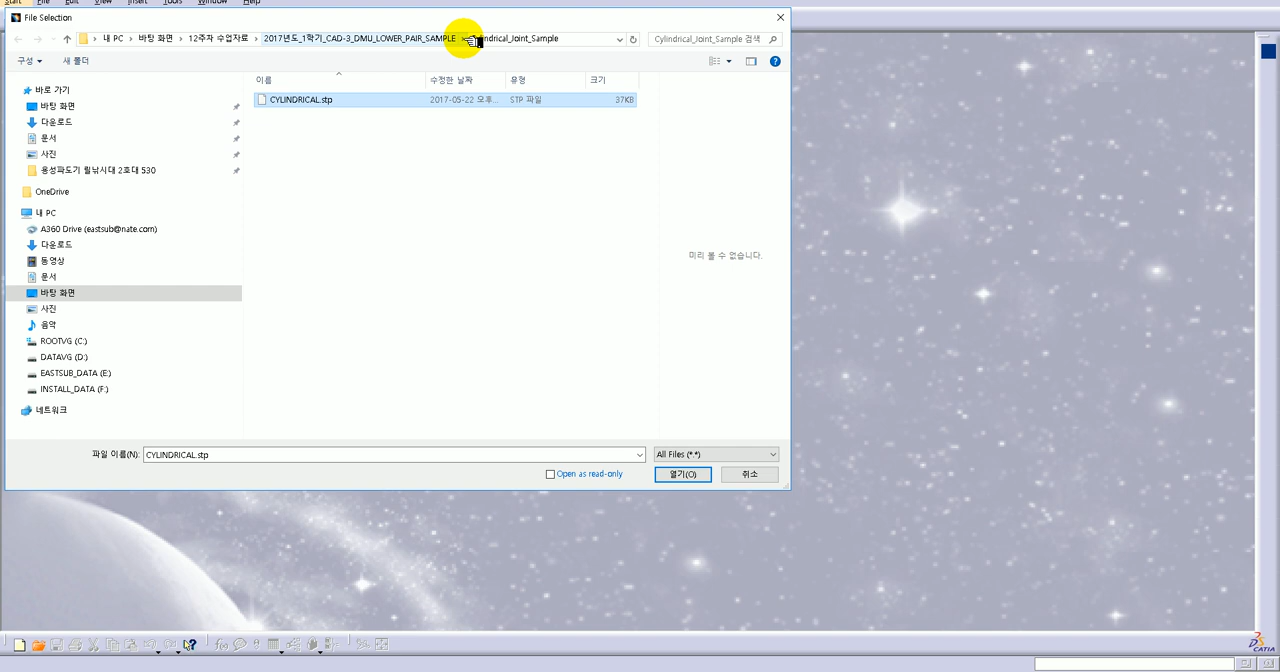 Start File Edit View Insert Tools Window Help
File Selection
내 PC > 바탕 화면 > 12주차 수업자료 > 2017년도_1학기_CAD-3_DMU_LOWER_PAIR_SAMPLE > Cylindrical_Joint_Sample
Cylindrical_Joint_Sample 검색
구성 새 폴더
이름 수정한 날짜 유형 크기
CYLINDRICAL.stp 2017-05-22 오후... STP 파일 37KB
바로 가기
바탕 화면
다운로드
문서
사진
용성파도기 릴낚시대 2호대 530
OneDrive
내 PC
A360 Drive (eastsub@nate.com)
다운로드
동영상
문서
바탕 화면
사진
음악
ROOTVG (C:)
DATAVG (D:)
EASTSUB_DATA (E:)
INSTALL_DATA (F:)
네트워크
미리 볼 수 없습니다.
파일 이름(N): CYLINDRICAL.stp All Files (*.*)
Open as read-only 열기(O) 취소
CATIA